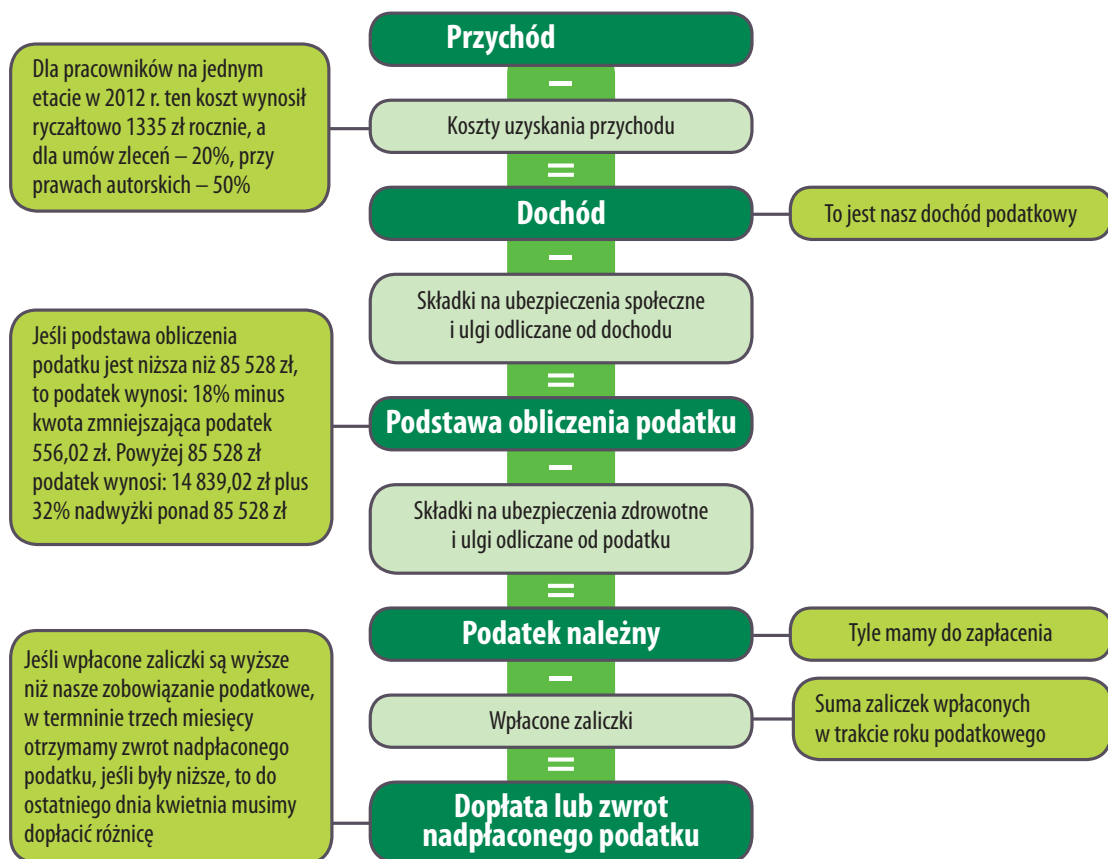 Przychód
–
Dla pracowników na jednym
etacie w 2012 r. ten koszt wynosił
ryczałtowo 1335 zł rocznie, a
dla umów zleceń – 20%, przy
prawach autorskich – 50%
Koszty uzyskania przychodu
=
Dochód
To jest nasz dochód podatkowy
–
Składki na ubezpieczenia społeczne
i ulgi odliczane od dochodu
=
Jeśli podstawa obliczenia
podatku jest niższa niż 85 528 zł,
to podatek wynosi: 18% minus
kwota zmniejszająca podatek
556,02 zł. Powyżej 85 528 zł
podatek wynosi: 14 839,02 zł plus
32% nadwyżki ponad 85 528 zł
Podstawa obliczenia podatku
–
Składki na ubezpieczenia zdrowotne
i ulgi odliczane od podatku
=
Podatek należny
Tyle mamy do zapłacenia
–
Wpłacone zaliczki
Suma zaliczek wpłaconych
w trakcie roku podatkowego
=
Jeśli wpłacone zaliczki są wyższe
niż nasze zobowiązanie podatkowe,
w termninie trzech miesięcy
otrzymamy zwrot nadpłaconego
podatku, jeśli były niższe, to do
ostatniego dnia kwietnia musimy
dopłacić różnicę
Dopłata lub zwrot
nadpłaconego podatku